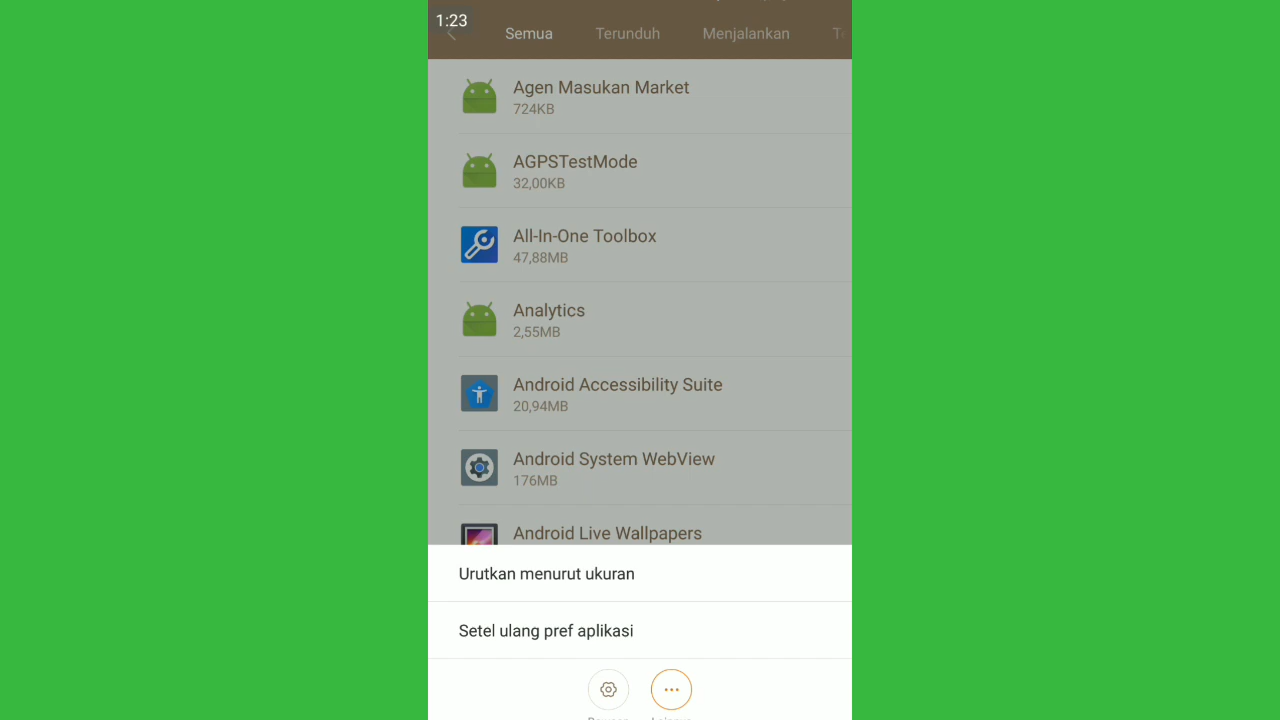 1:23
Semua Terunduh Menjalankan
Agen Masukan Market
724KB
AGPSTestMode
32,00KB
All-In-One Toolbox
47,88MB
Analytics
2,55MB
Android Accessibility Suite
20,94MB
Android System WebView
176MB
Android Live Wallpapers
Urutkan menurut ukuran
Setel ulang pref aplikasi